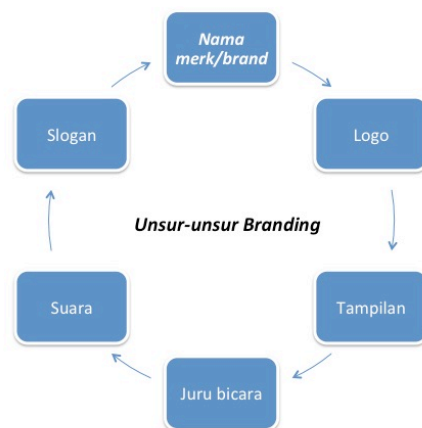 Nama
merk/brand
Logo
Tampilan
Juru bicara
Suara
Slogan
Unsur-unsur Branding